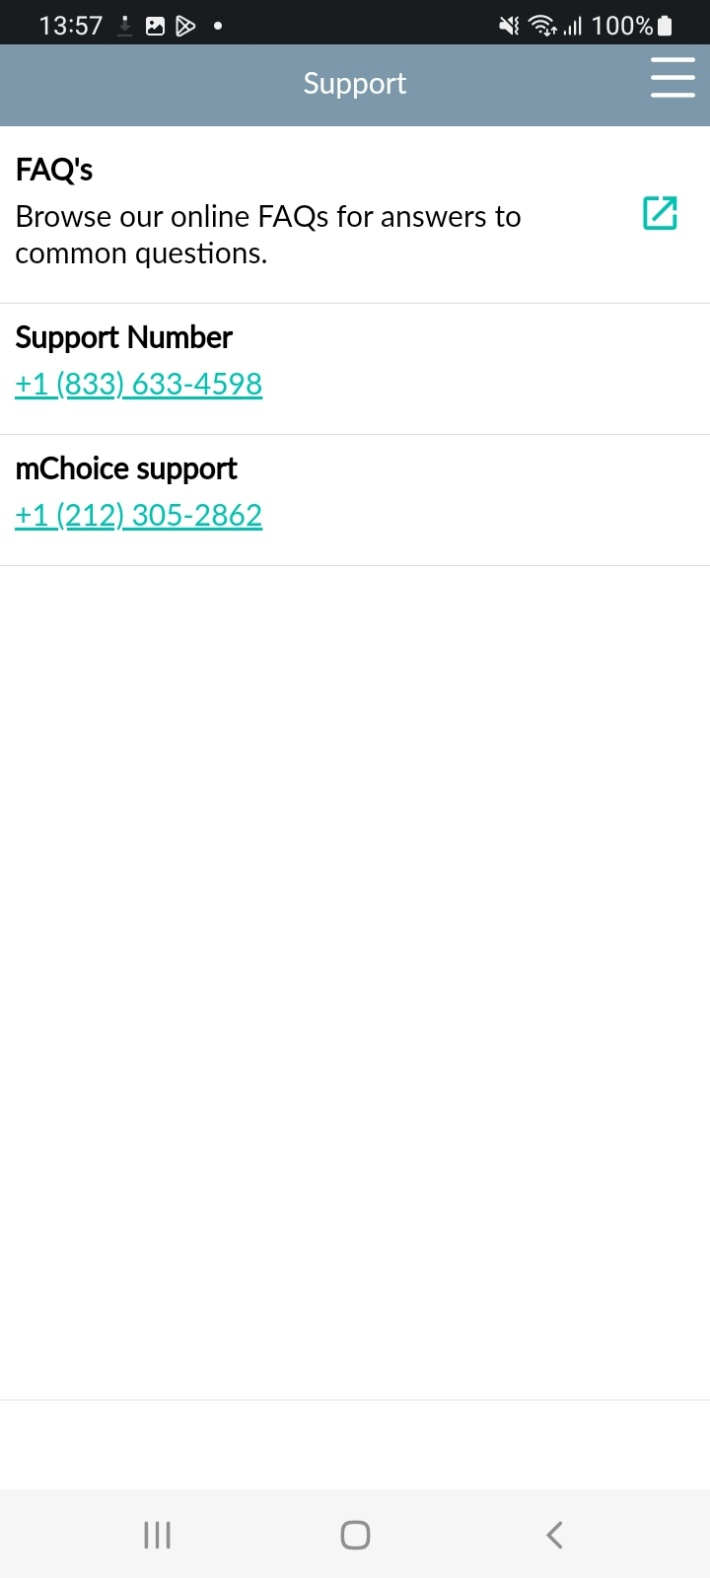 13:57
100%
Support
FAQ's
Browse our online FAQs for answers to
common questions.
Support Number
+1 (833) 633-4598
mChoice support
+1 (212) 305-2862